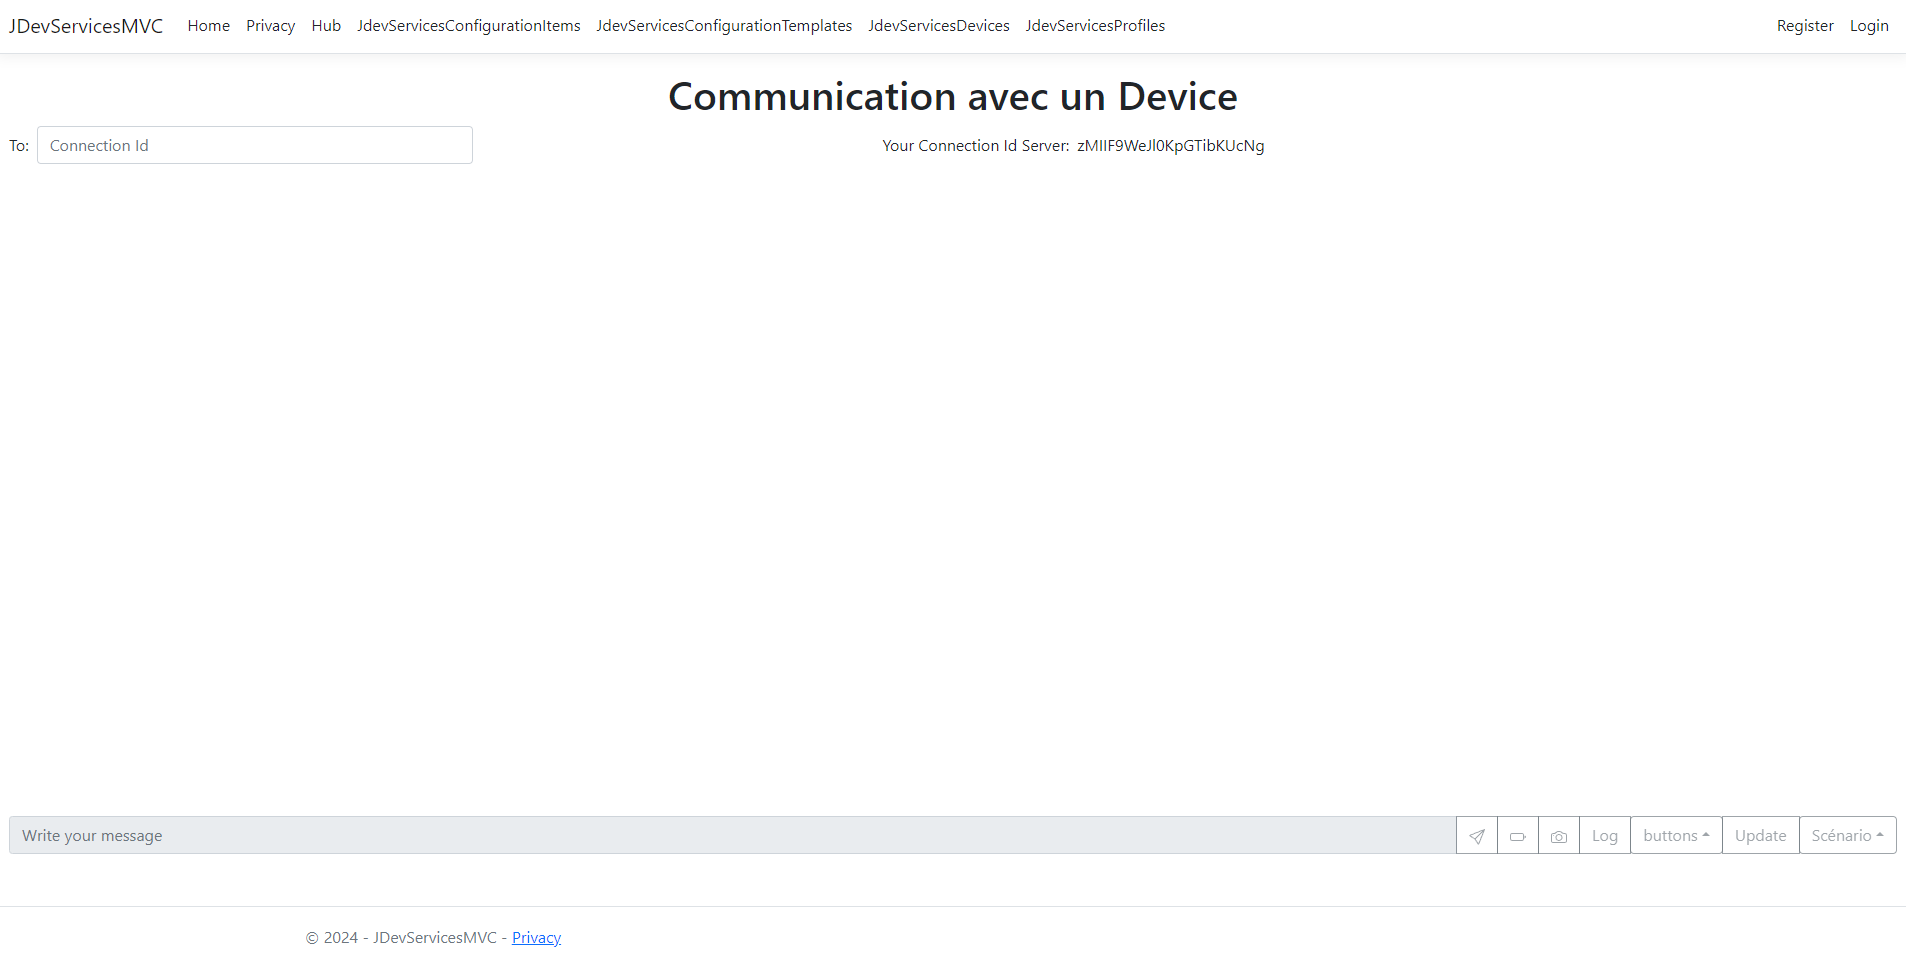 JDevServicesMVC Home Privacy Hub JdevServicesConfigurationItems JdevServicesConfigurationTemplates JdevServicesDevices JdevServicesProfiles Register Login
Communication avec un Device
To: Connection Id Your Connection Id Server: zMIIF9WeJl0KpGTibKUcNg
Write your message Log buttons Update Scénario
© 2024 - JDevServicesMVC - Privacy